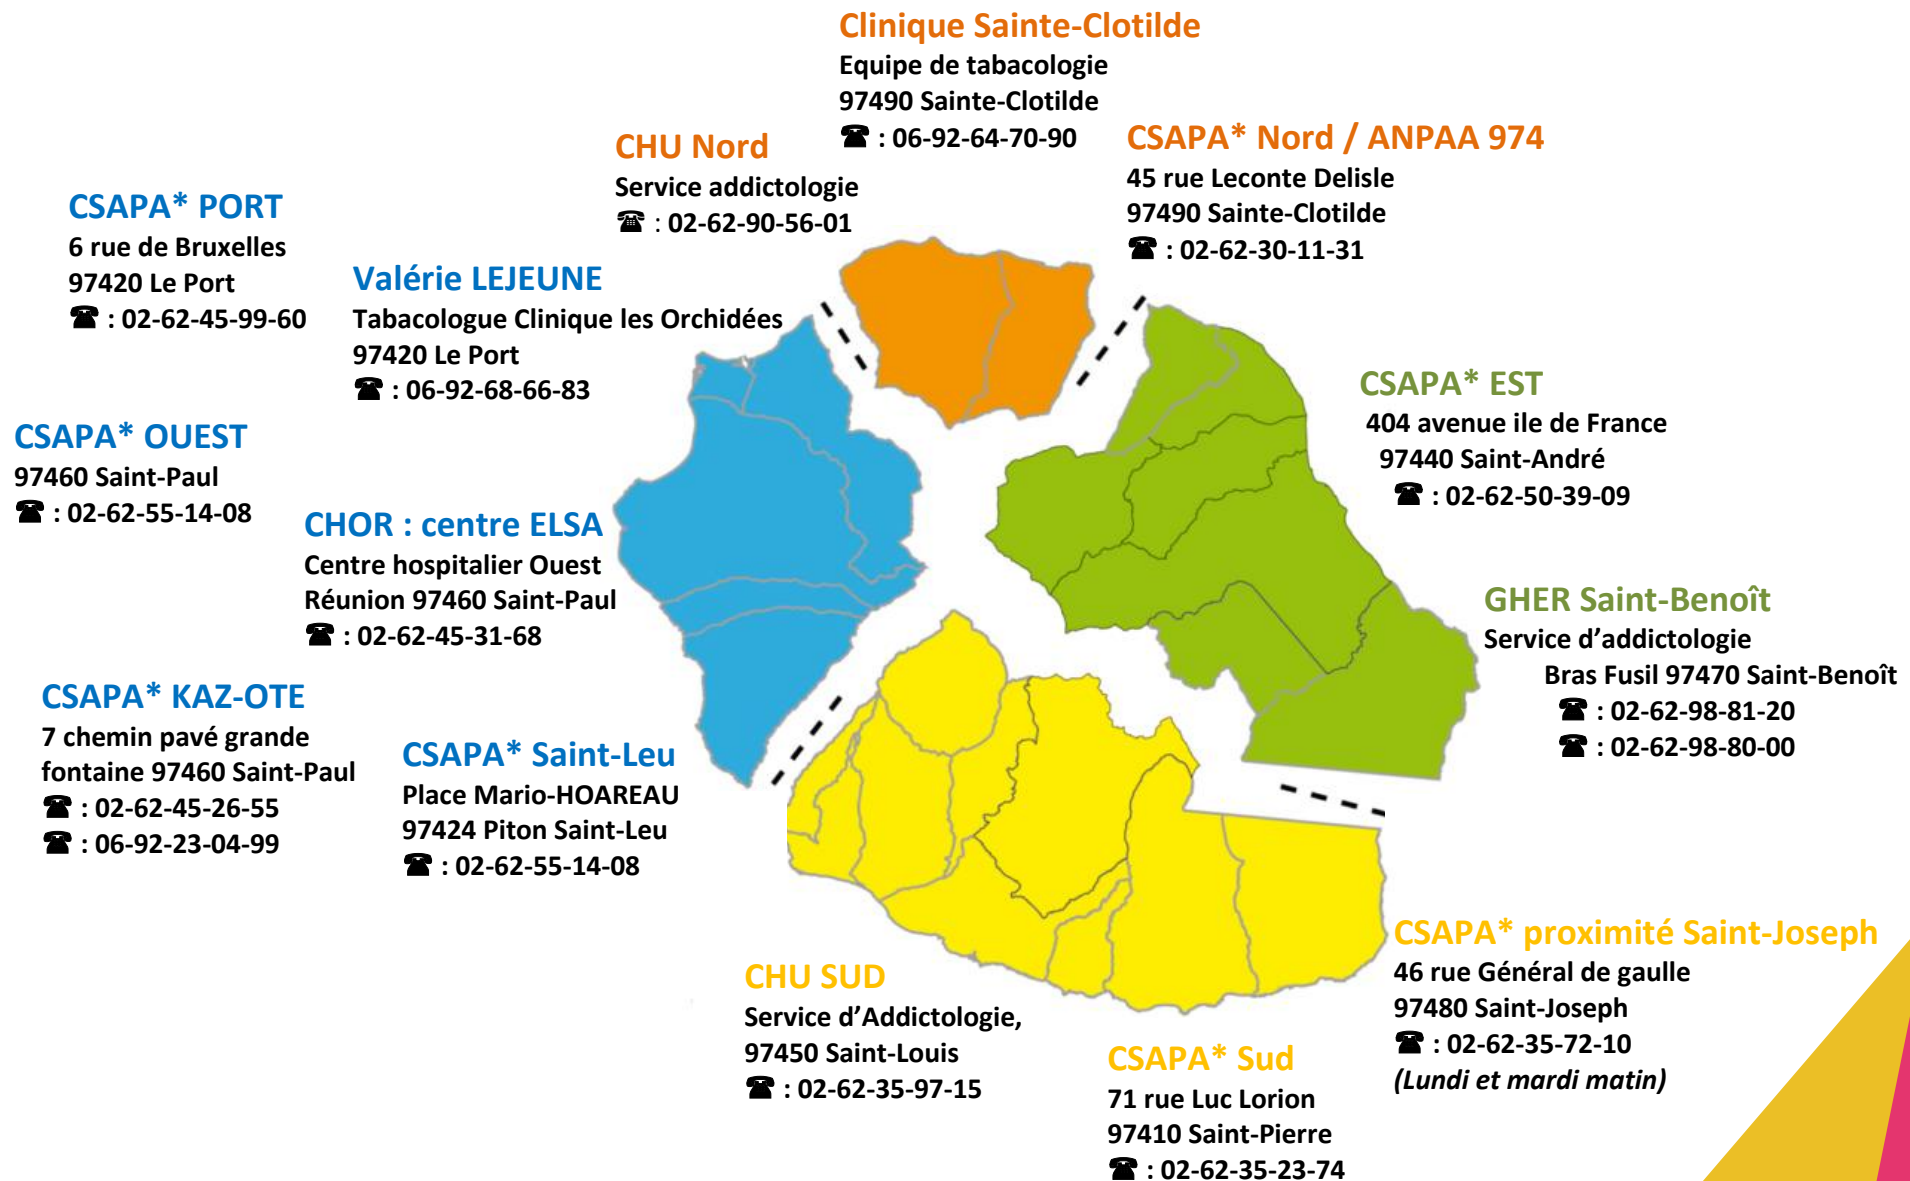 Clinique Sainte-Clotilde
Equipe de tabacologie
97490 Sainte-Clotilde
☎ : 06-92-64-70-90
CHU Nord
Service addictologie
☎ : 02-62-90-56-01
CSAPA* Nord / ANPAA 974
45 rue Leconte Delisle
97490 Sainte-Clotilde
☎ : 02-62-30-11-31
CSAPA* PORT
6 rue de Bruxelles
97420 Le Port
☎ : 02-62-45-99-60
Valérie LEJEUNE
Tabacologue Clinique les Orchidées
97420 Le Port
☎ : 06-92-68-66-83
CSAPA* EST
404 avenue ile de France
97440 Saint-André
☎ : 02-62-50-39-09
CSAPA* OUEST
97460 Saint-Paul
☎ : 02-62-55-14-08
CHOR : centre ELSA
Centre hospitalier Ouest
Réunion 97460 Saint-Paul
☎ : 02-62-45-31-68
GHER Saint-Benoît
Service d’addictologie
Bras Fusil 97470 Saint-Benoît
☎ : 02-62-98-81-20
☎ : 02-62-98-80-00
CSAPA* KAZ-OTE
7 chemin pavé grande
fontaine 97460 Saint-Paul
☎ : 02-62-45-26-55
☎ : 06-92-23-04-99
CSAPA* Saint-Leu
Place Mario-HOAREAU
97424 Piton Saint-Leu
☎ : 02-62-55-14-08
CHU SUD
Service d’Addictologie,
97450 Saint-Louis
☎ : 02-62-35-97-15
CSAPA* Sud
71 rue Luc Lorion
97410 Saint-Pierre
☎ : 02-62-35-23-74
CSAPA* proximité Saint-Joseph
46 rue Général de gaulle
97480 Saint-Joseph
☎ : 02-62-35-72-10
(Lundi et mardi matin)